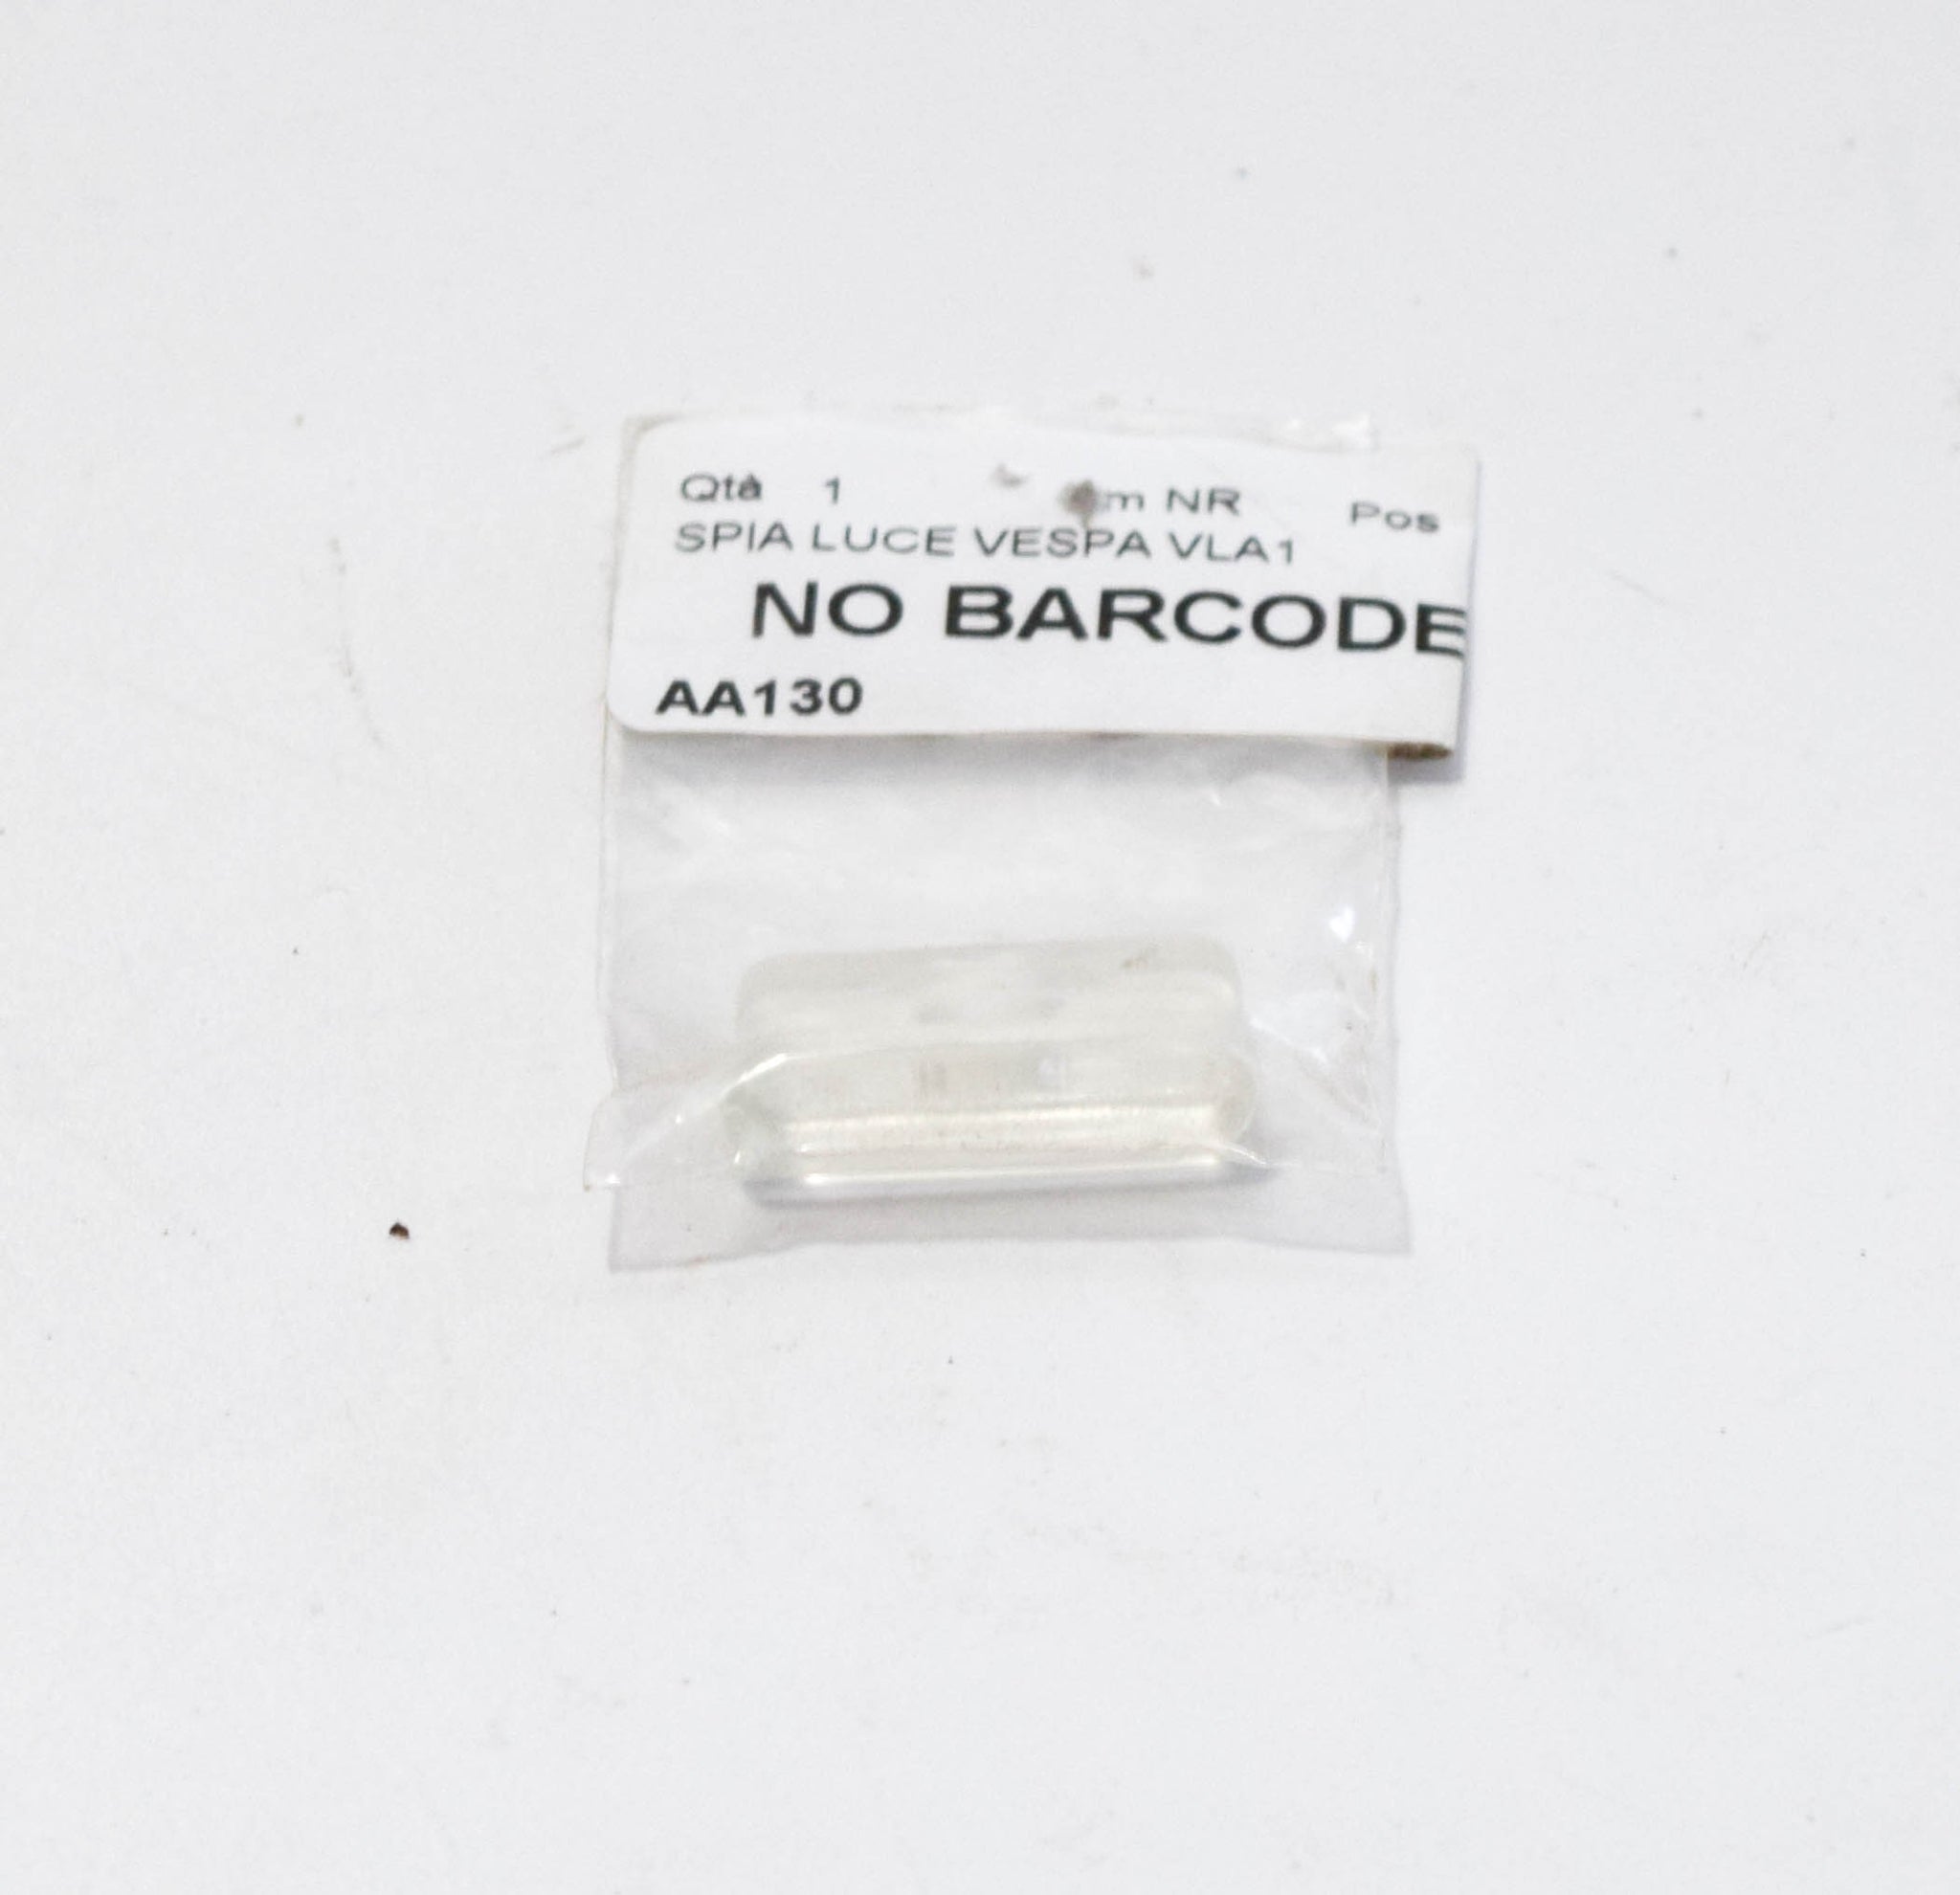 Qtà 1 NR Pos
SPIA LUCE VESPA VLA1
NO BARCODE
AA130